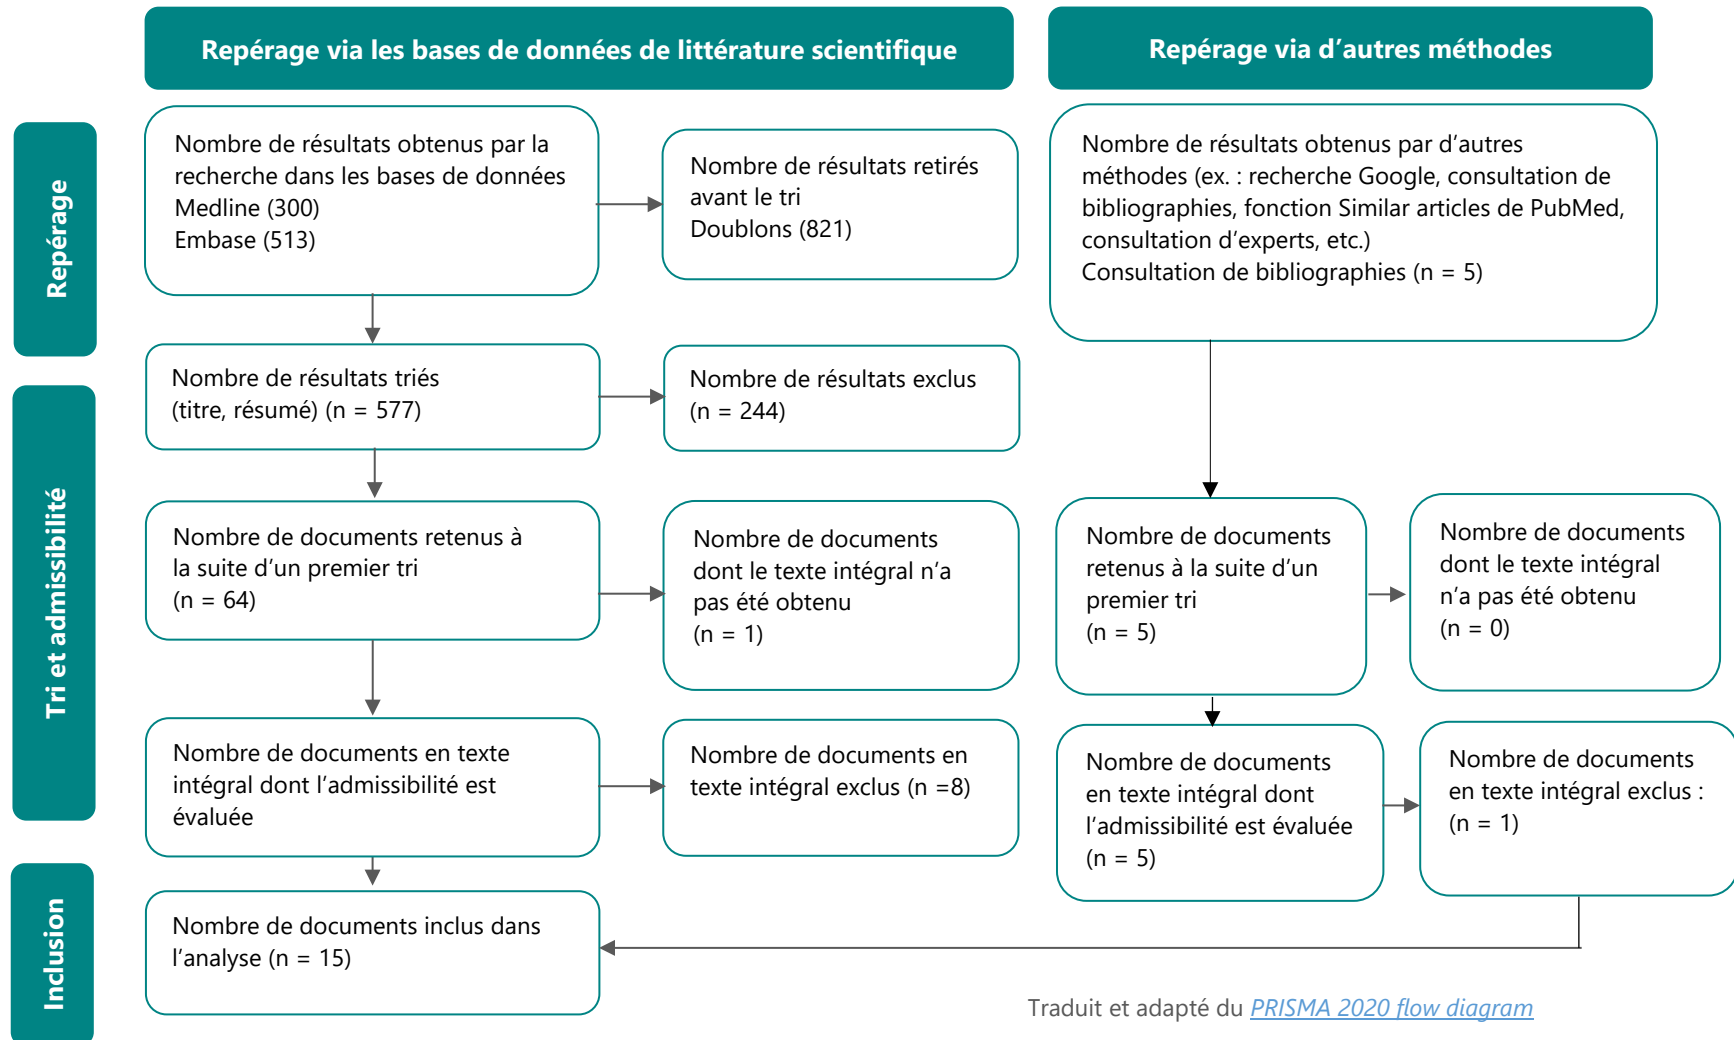 Repérage via les bases de données de littérature scientifique
Repérage via d’autres méthodes
Repérage
Nombre de résultats obtenus par la
recherche dans les bases de données
Medline (300)
Embase (513)
Nombre de résultats retirés
avant le tri
Doublons (821)
Nombre de résultats obtenus par d’autres
méthodes (ex. : recherche Google, consultation de
bibliographies, fonction Similar articles de PubMed,
consultation d’experts, etc.)
Consultation de bibliographies (n = 5)
Tri et admissibilité
Nombre de résultats triés
(titre, résumé) (n = 577)
Nombre de résultats exclus
(n = 244)
Nombre de documents retenus à
la suite d’un premier tri
(n = 64)
Nombre de documents
dont le texte intégral n’a
pas été obtenu
(n = 1)
Nombre de documents
retenus à la suite d’un
premier tri
(n = 5)
Nombre de documents
dont le texte intégral
n’a pas été obtenu
(n = 0)
Nombre de documents en texte
intégral dont l’admissibilité est
évaluée
Nombre de documents en
texte intégral exclus (n =8)
Nombre de documents
en texte intégral dont
l’admissibilité est évaluée
(n = 5)
Nombre de documents
en texte intégral exclus :
(n = 1)
Inclusion
Nombre de documents inclus dans
l’analyse (n = 15)
Traduit et adapté du PRISMA 2020 flow diagram